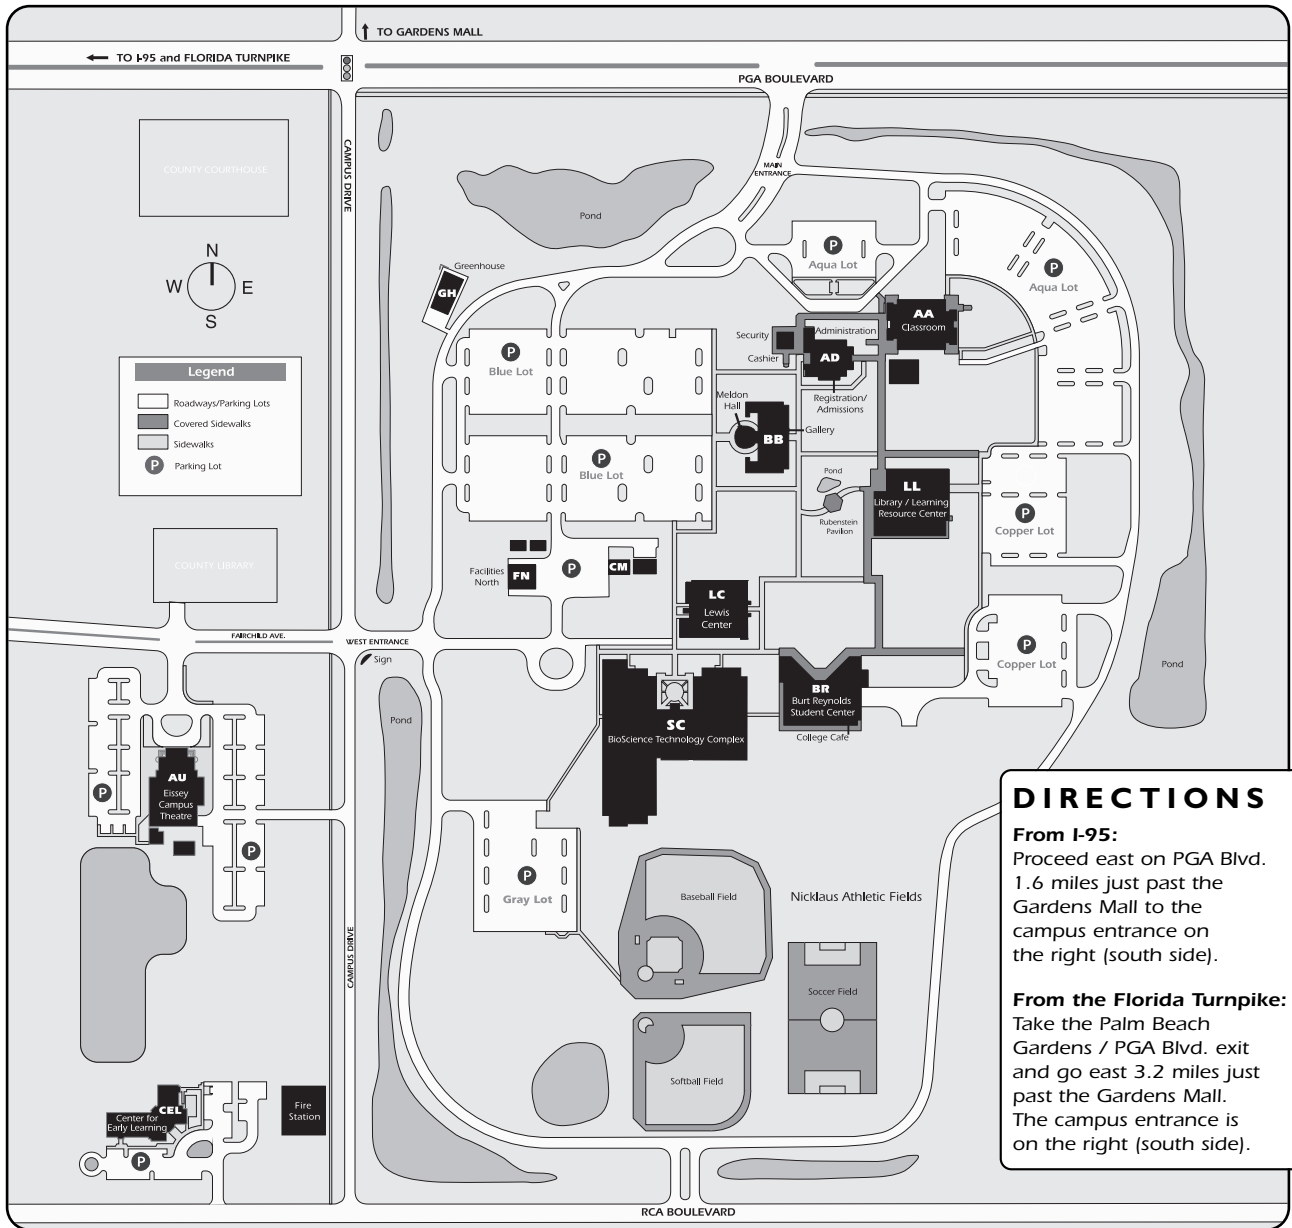 TO GARDENS MALL
TO I-95 and FLORIDA TURNPIKE
PGA BOULEVARD
CAMPUS DRIVE
MAIN
ENTRANCE
COUNTY COURTHOUSE
N
W E
S
Pond
P
Aqua Lot
P
Aqua Lot
Greenhouse
GH
AA
Classroom
Security
Cashier
Administration
AD
Registration/
Admissions
P
Blue Lot
Legend
Roadways/Parking Lots
Covered Sidewalks
Sidewalks
P Parking Lot
Meldon
Hall
BB
Gallery
P
Blue Lot
Pond
Rubenstein
Pavilion
LL
Library / Learning
Resource Center
P
Copper Lot
COUNTY LIBRARY
Facilities
North
FN
P
CM
LC
Lewis
Center
FAIRCHILD AVE.
WEST ENTRANCE
Sign
P
Copper Lot
Pond
Pond
SC
BioScience Technology Complex
BR
Burt Reynolds
Student Center
College Cafe
AU
Eissey
Campus
Theatre
P
P
P
Gray Lot
Baseball Field
Nicklaus Athletic Fields
Soccer Field
Softball Field
CAMPUS DRIVE
CEL
Center for
Early Learning
P
Fire
Station
RCA BOULEVARD
DIRECTIONS
From I-95:
Proceed east on PGA Blvd.
1.6 miles just past the
Gardens Mall to the
campus entrance on
the right (south side).
From the Florida Turnpike:
Take the Palm Beach
Gardens / PGA Blvd. exit
and go east 3.2 miles just
past the Gardens Mall.
The campus entrance is
on the right (south side).